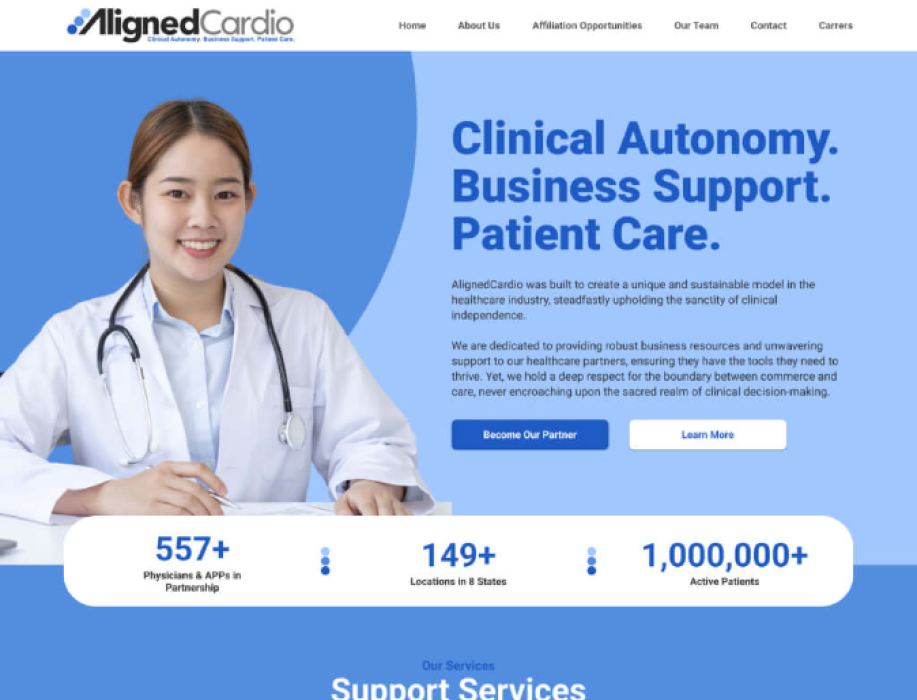 AlignedCardio
Clinical Autonomy. Business Support. Patient Care.
Home About Us Affiliation Opportunities Our Team Contact Carrers
Clinical Autonomy.
Business Support.
Patient Care.
AlignedCardio was built to create a unique and sustainable model in the
healthcare industry, steadfastly upholding the sanctity of clinical
independence.
We are dedicated to providing robust business resources and unwavering
support to our healthcare partners, ensuring they have the tools they need to
thrive. Yet, we hold a deep respect for the boundary between commerce and
care, never encroaching upon the sacred realm of clinical decision-making.
Become Our Partner Learn More
557+
Physicians & APPs in
Partnership
149+
Locations in 8 States
1,000,000+
Active Patients
Our Services
Support Services